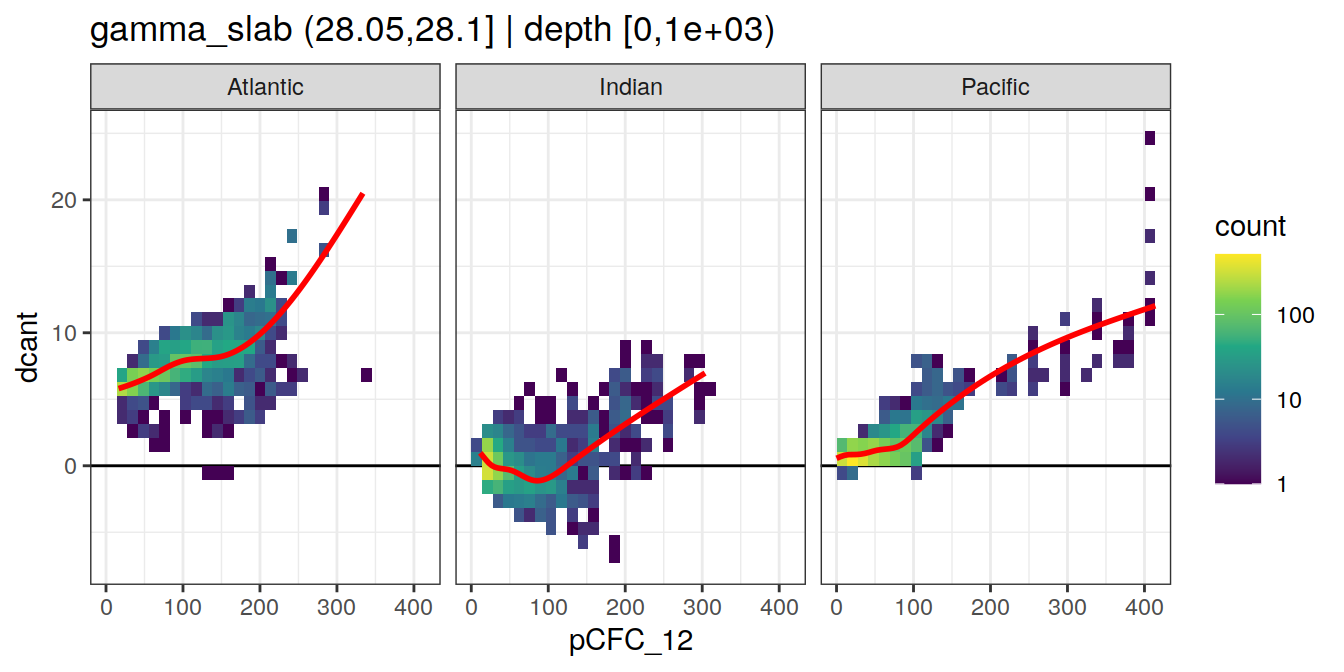 gamma_slab (28.05,28.1] | depth [0,1e+03)
Atlantic Indian Pacific
dcant
20
10
0
0 100 200 300 400 0 100 200 300 400 0 100 200 300 400
pCFC_12
count
100
10
1